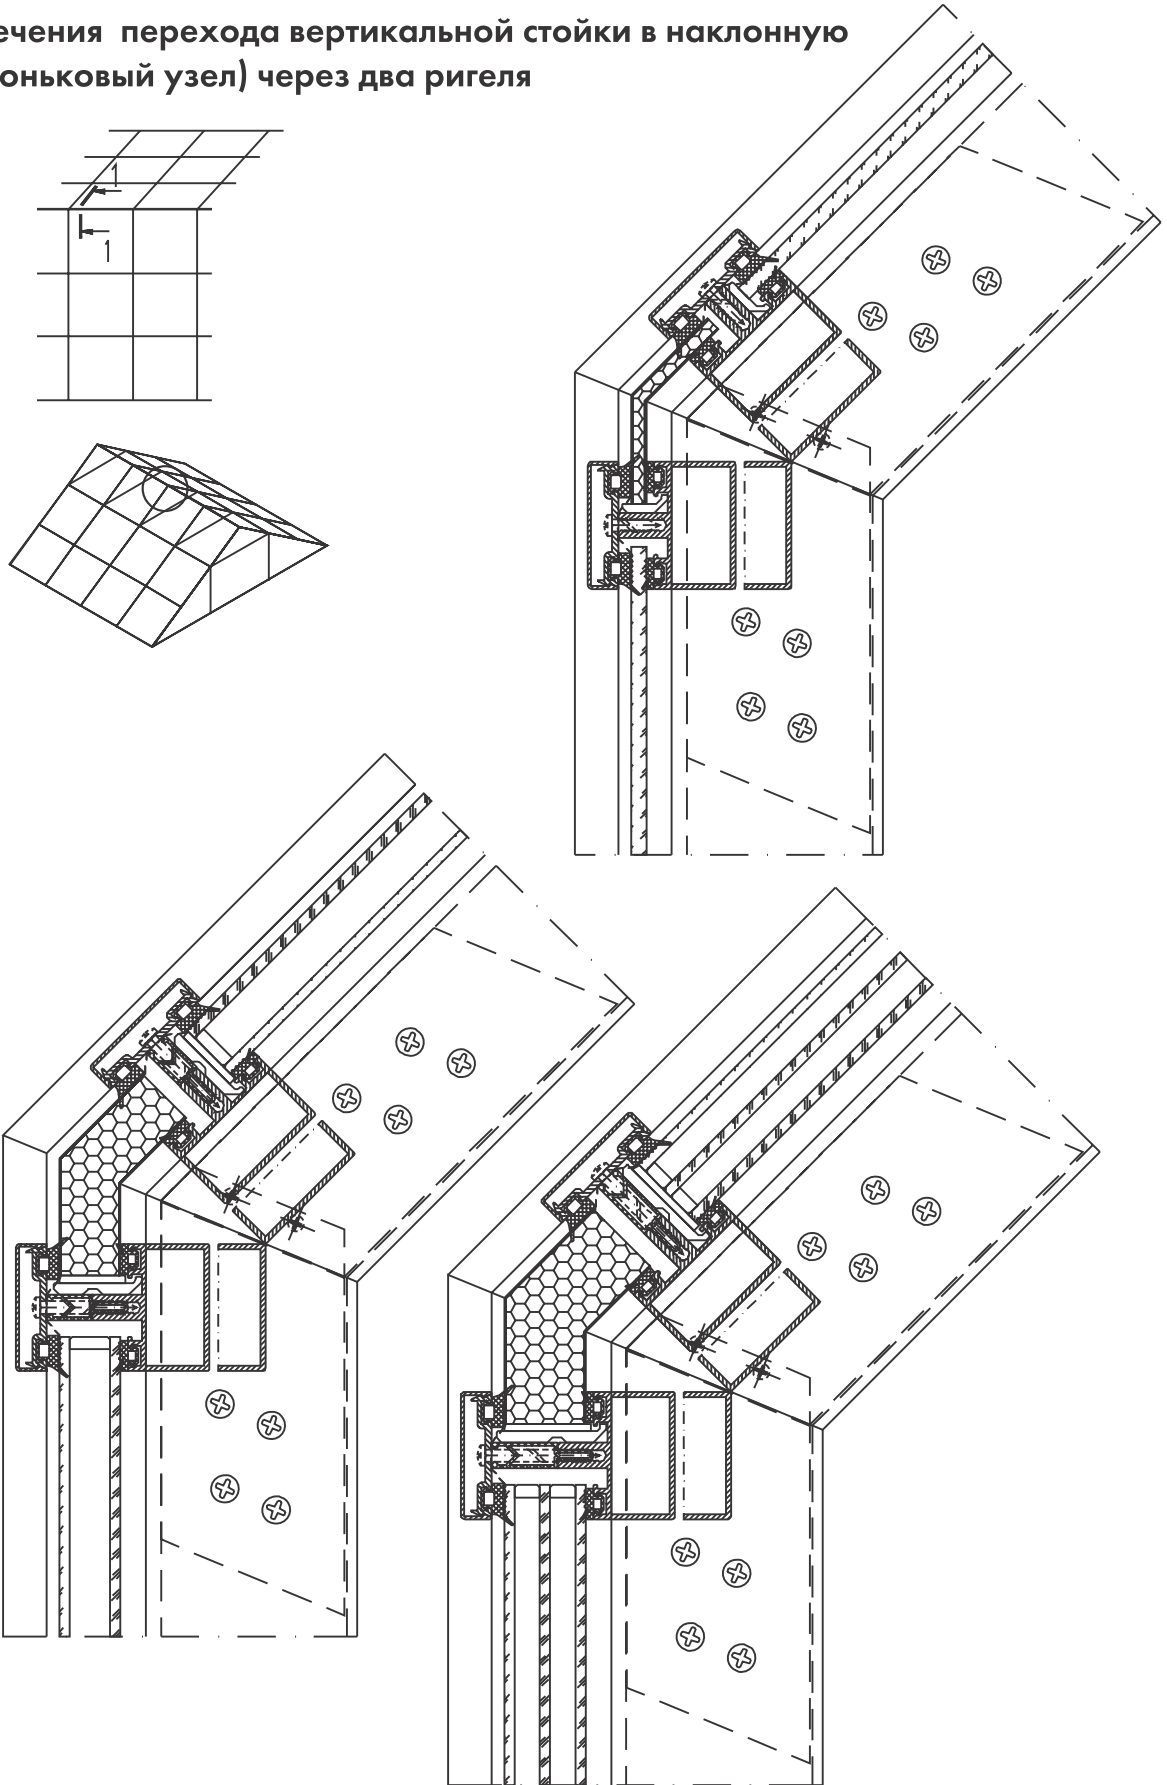 ечения перехода вертикальной стойки в наклонную
оньковый узел) через два ригеля
1
1